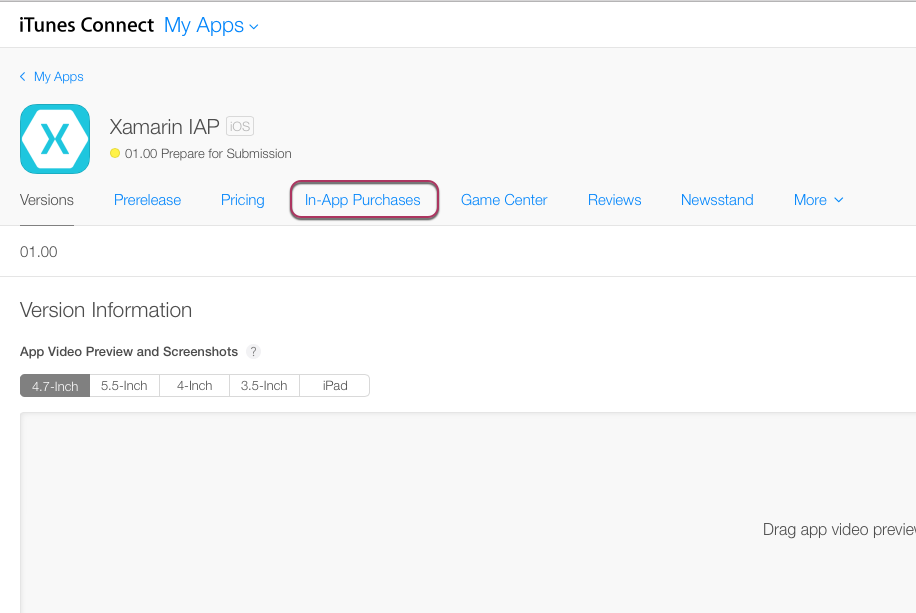 iTunes Connect My Apps
My Apps
Xamarin IAP iOS
01.00 Prepare for Submission
Versions Prerelease Pricing In-App Purchases Game Center Reviews Newsstand More
01.00
Version Information
App Video Preview and Screenshots ?
4.7-Inch 5.5-Inch 4-Inch 3.5-Inch iPad
Drag app video preview